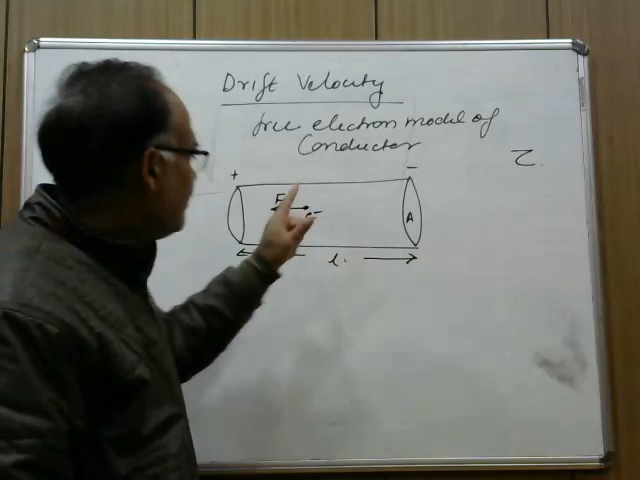 Drift Velocity
free electron model of
Conductor
τ.
+ −
F
e−
A
l.